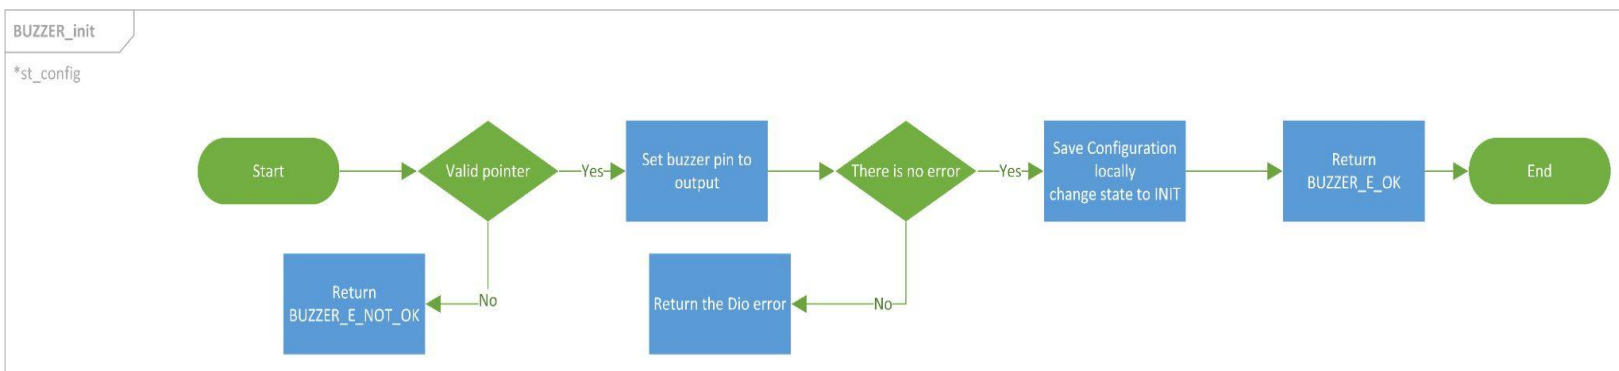 BUZZER_init
*st_config
Start
Valid pointer
Yes
Set buzzer pin to
output
There is no error
Yes
Save Configuration
locally
change state to INIT
Return
BUZZER_E_OK
End
No
Return
BUZZER_E_NOT_OK
No
Return the Dio error